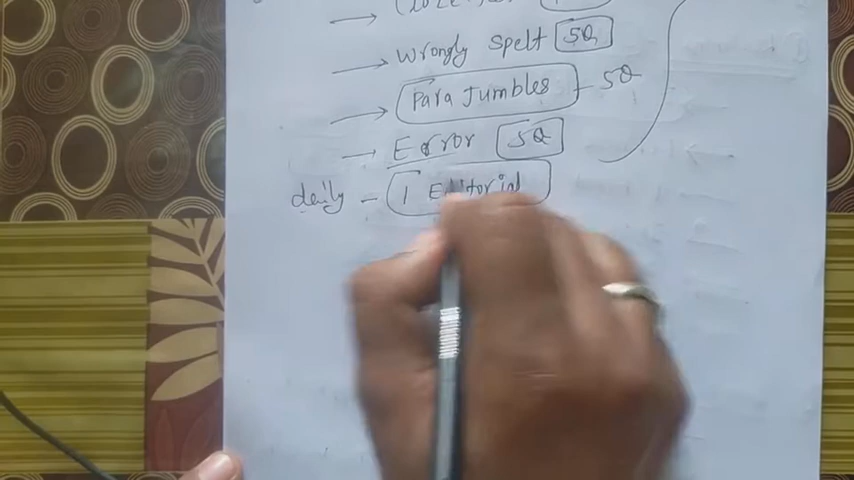 → Wrongly spelt 5Q
→ Para Jumbles - 5Q
→ Error 5Q
daily - 1 Editorial